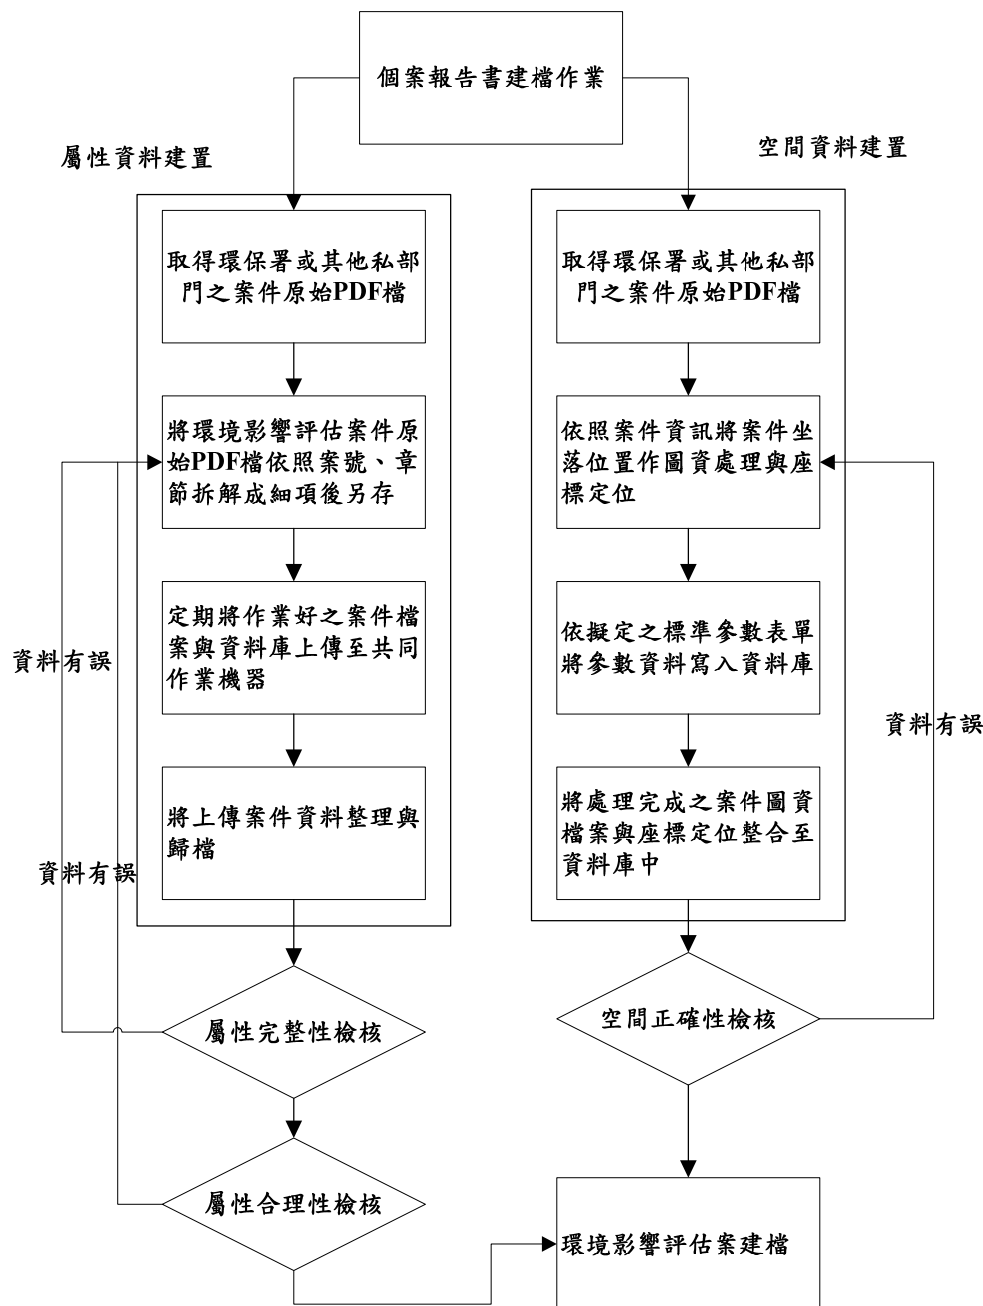 個案報告書建檔作業
屬性資料建置
空間資料建置
取得環保署或其他私部
門之案件原始PDF檔
將環境影響評估案件原
始PDF檔依照案號、章
節拆解成細項後另存
定期將作業好之案件檔
案與資料庫上傳至共同
作業機器
將上傳案件資料整理與
歸檔
資料有誤
資料有誤
屬性完整性檢核
屬性合理性檢核
取得環保署或其他私部
門之案件原始PDF檔
依照案件資訊將案件坐
落位置作圖資處理與座
標定位
依擬定之標準參數表單
將參數資料寫入資料庫
將處理完成之案件圖資
檔案與座標定位整合至
資料庫中
資料有誤
空間正確性檢核
環境影響評估案建檔